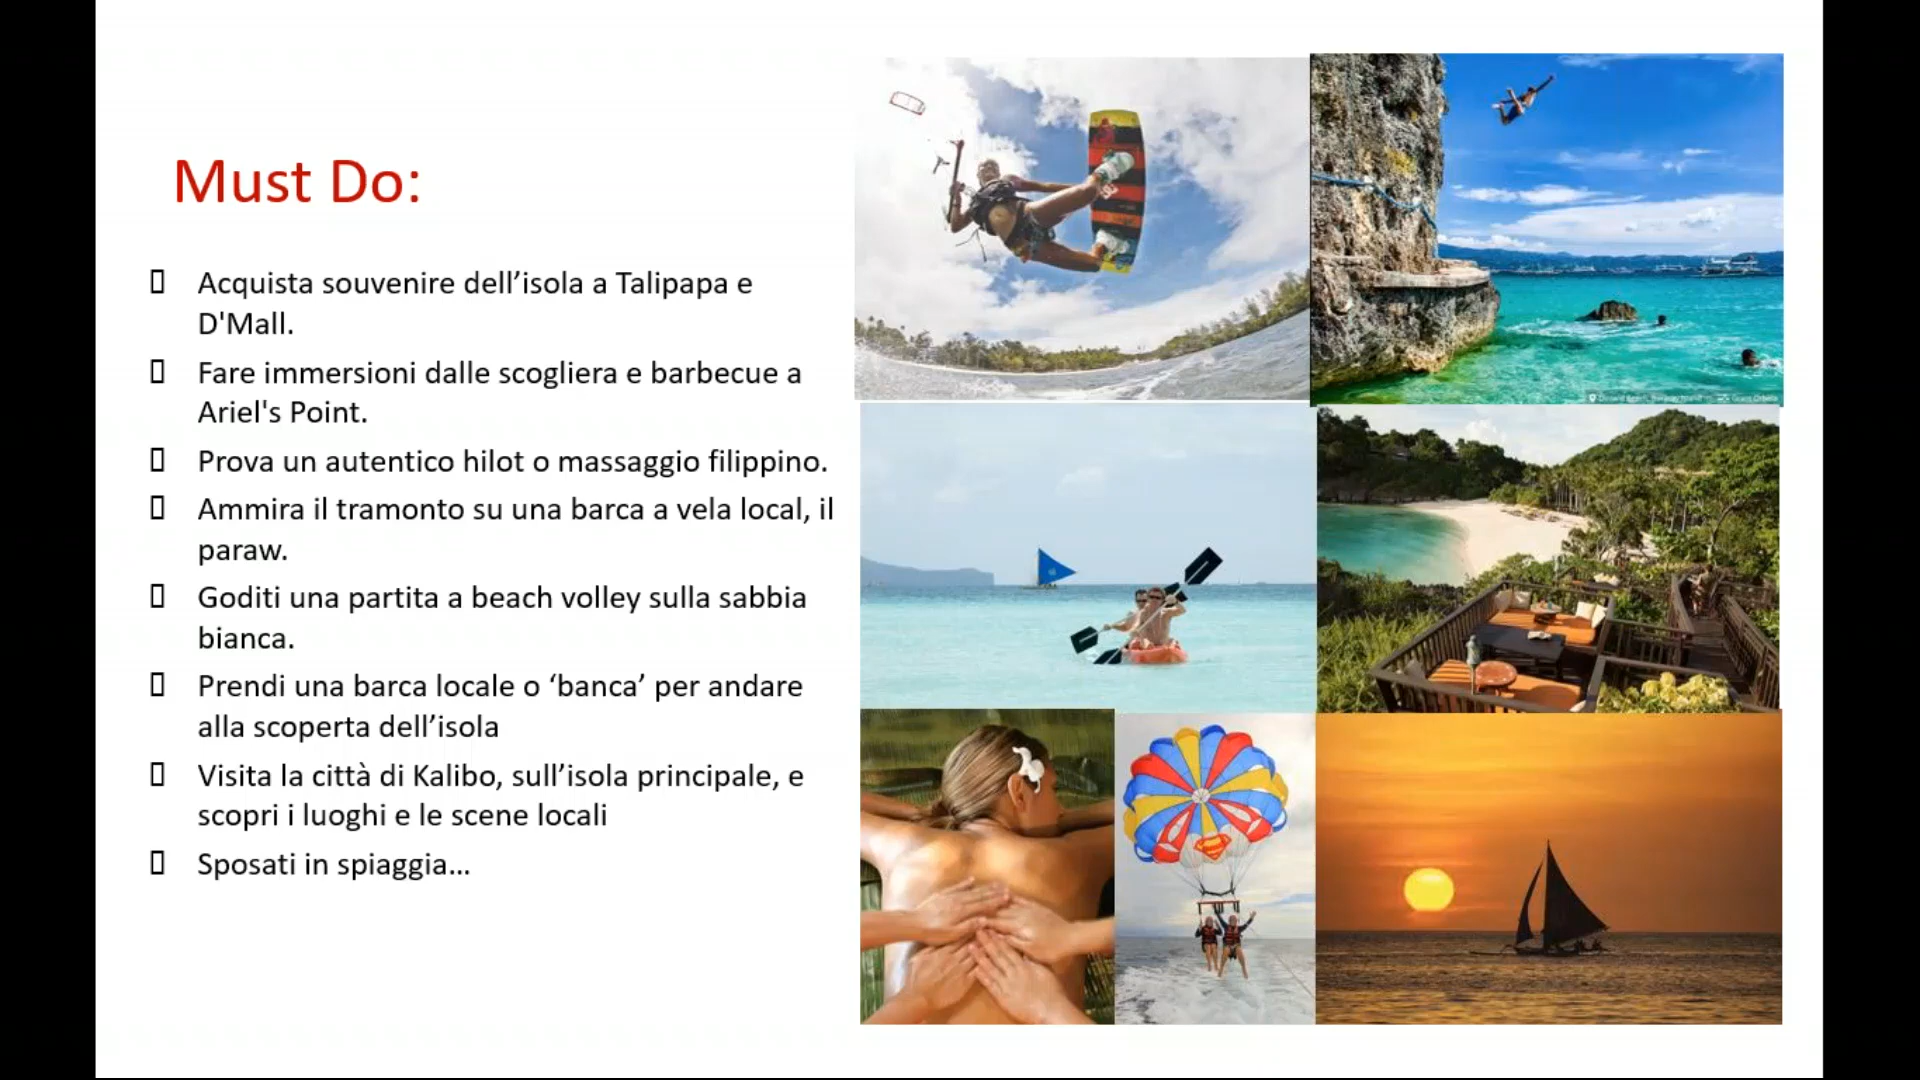 Must Do:
Acquista souvenire dell’isola a Talipapa e
D'Mall.
Fare immersioni dalle scogliera e barbecue a
Ariel's Point.
Prova un autentico hilot o massaggio filippino.
Ammira il tramonto su una barca a vela local, il
paraw.
Goditi una partita a beach volley sulla sabbia
bianca.
Prendi una barca locale o ‘banca’ per andare
alla scoperta dell’isola
Visita la città di Kalibo, sull’isola principale, e
scopri i luoghi e le scene locali
Sposati in spiaggia...